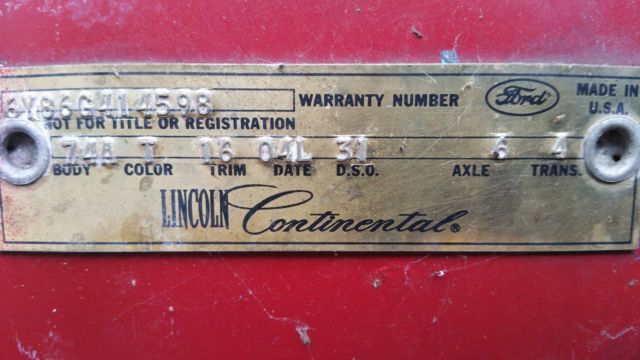 6Y86G414598 WARRANTY NUMBER Ford MADE IN U.S.A.
NOT FOR TITLE OR REGISTRATION
74A T 16 04L 31 6 4
BODY COLOR TRIM DATE D.S.O. AXLE TRANS.
LINCOLN Continental®